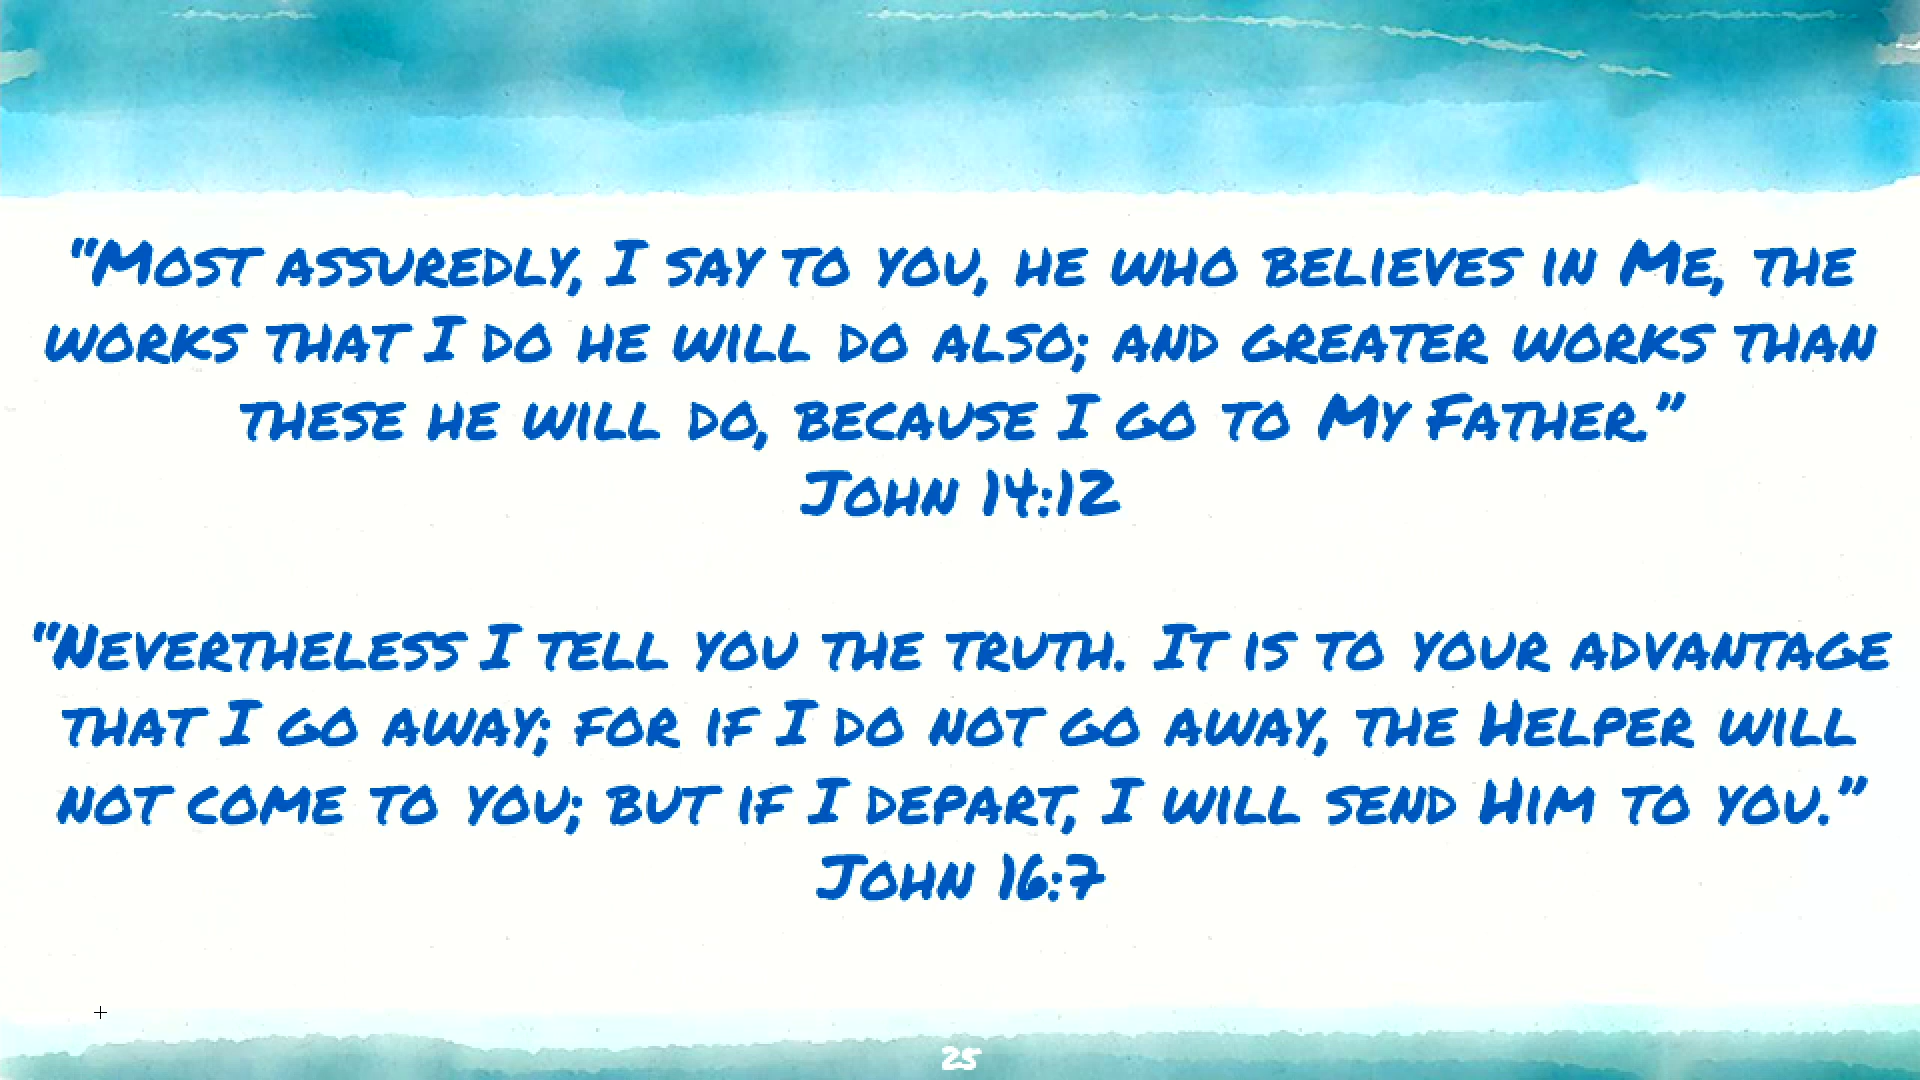 “Most assuredly, I say to you, he who believes in Me, the
works that I do he will do also; and greater works than
these he will do, because I go to My Father.”
John 14:12
“Nevertheless I tell you the truth. It is to your advantage
that I go away; for if I do not go away, the Helper will
not come to you; but if I depart, I will send Him to you.”
John 16:7
25